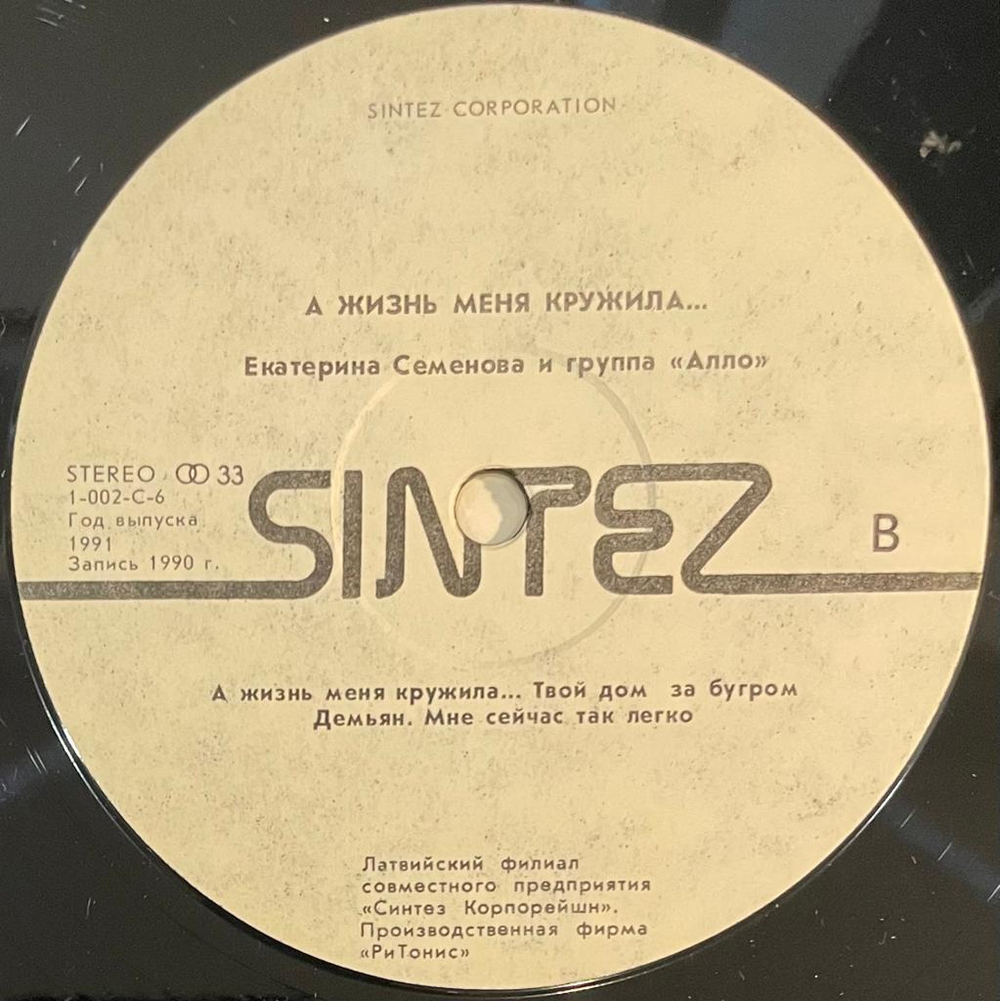 SINTEZ CORPORATION
А ЖИЗНЬ МЕНЯ КРУЖИЛА...
Екатерина Семенова и группа «Алло»
STEREO ꝏ 33
1-002-С-6
Год выпуска
1991
Запись 1990 г.
SINTEZ
B
А жизнь меня кружила... Твой дом за бугром
Демьян. Мне сейчас так легко
Латвийский филиал
совместного предприятия
«Синтез Корпорейшн».
Производственная фирма
«РиТонис»